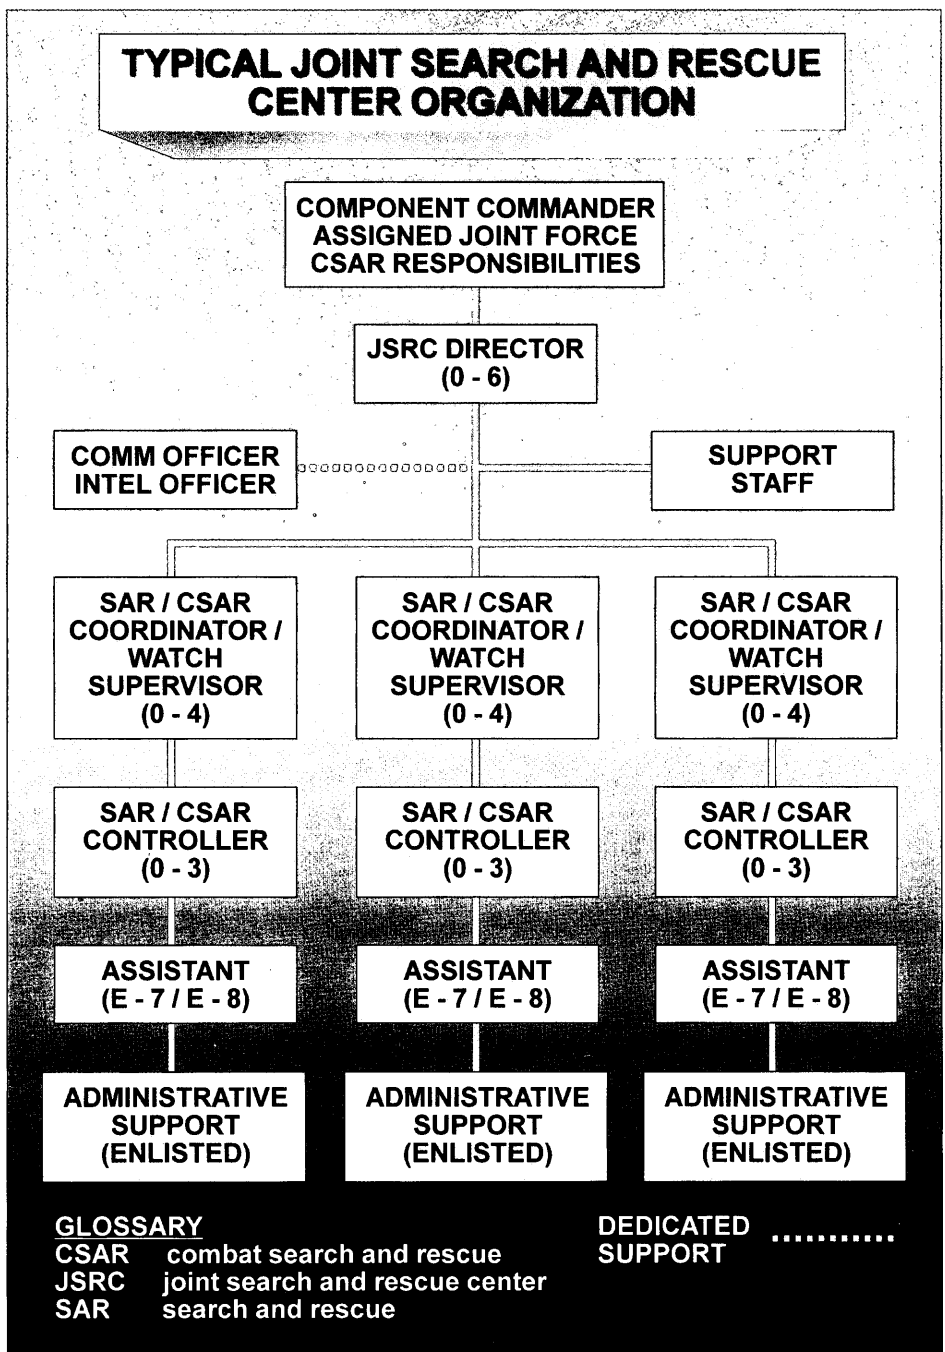 TYPICAL JOINT SEARCH AND RESCUE
CENTER ORGANIZATION
COMPONENT COMMANDER
ASSIGNED JOINT FORCE
CSAR RESPONSIBILITIES
JSRC DIRECTOR
(0 - 6)
COMM OFFICER
INTEL OFFICER
SUPPORT
STAFF
SAR / CSAR
COORDINATOR /
WATCH
SUPERVISOR
(0 - 4)
SAR / CSAR
COORDINATOR /
WATCH
SUPERVISOR
(0 - 4)
SAR / CSAR
COORDINATOR /
WATCH
SUPERVISOR
(0 - 4)
SAR / CSAR
CONTROLLER
(0 - 3)
SAR / CSAR
CONTROLLER
(0 - 3)
SAR / CSAR
CONTROLLER
(0 - 3)
ASSISTANT
(E - 7 / E - 8)
ASSISTANT
(E - 7 / E - 8)
ASSISTANT
(E - 7 / E - 8)
ADMINISTRATIVE
SUPPORT
(ENLISTED)
ADMINISTRATIVE
SUPPORT
(ENLISTED)
ADMINISTRATIVE
SUPPORT
(ENLISTED)
GLOSSARY
CSAR combat search and rescue
JSRC joint search and rescue center
SAR search and rescue
DEDICATED
SUPPORT